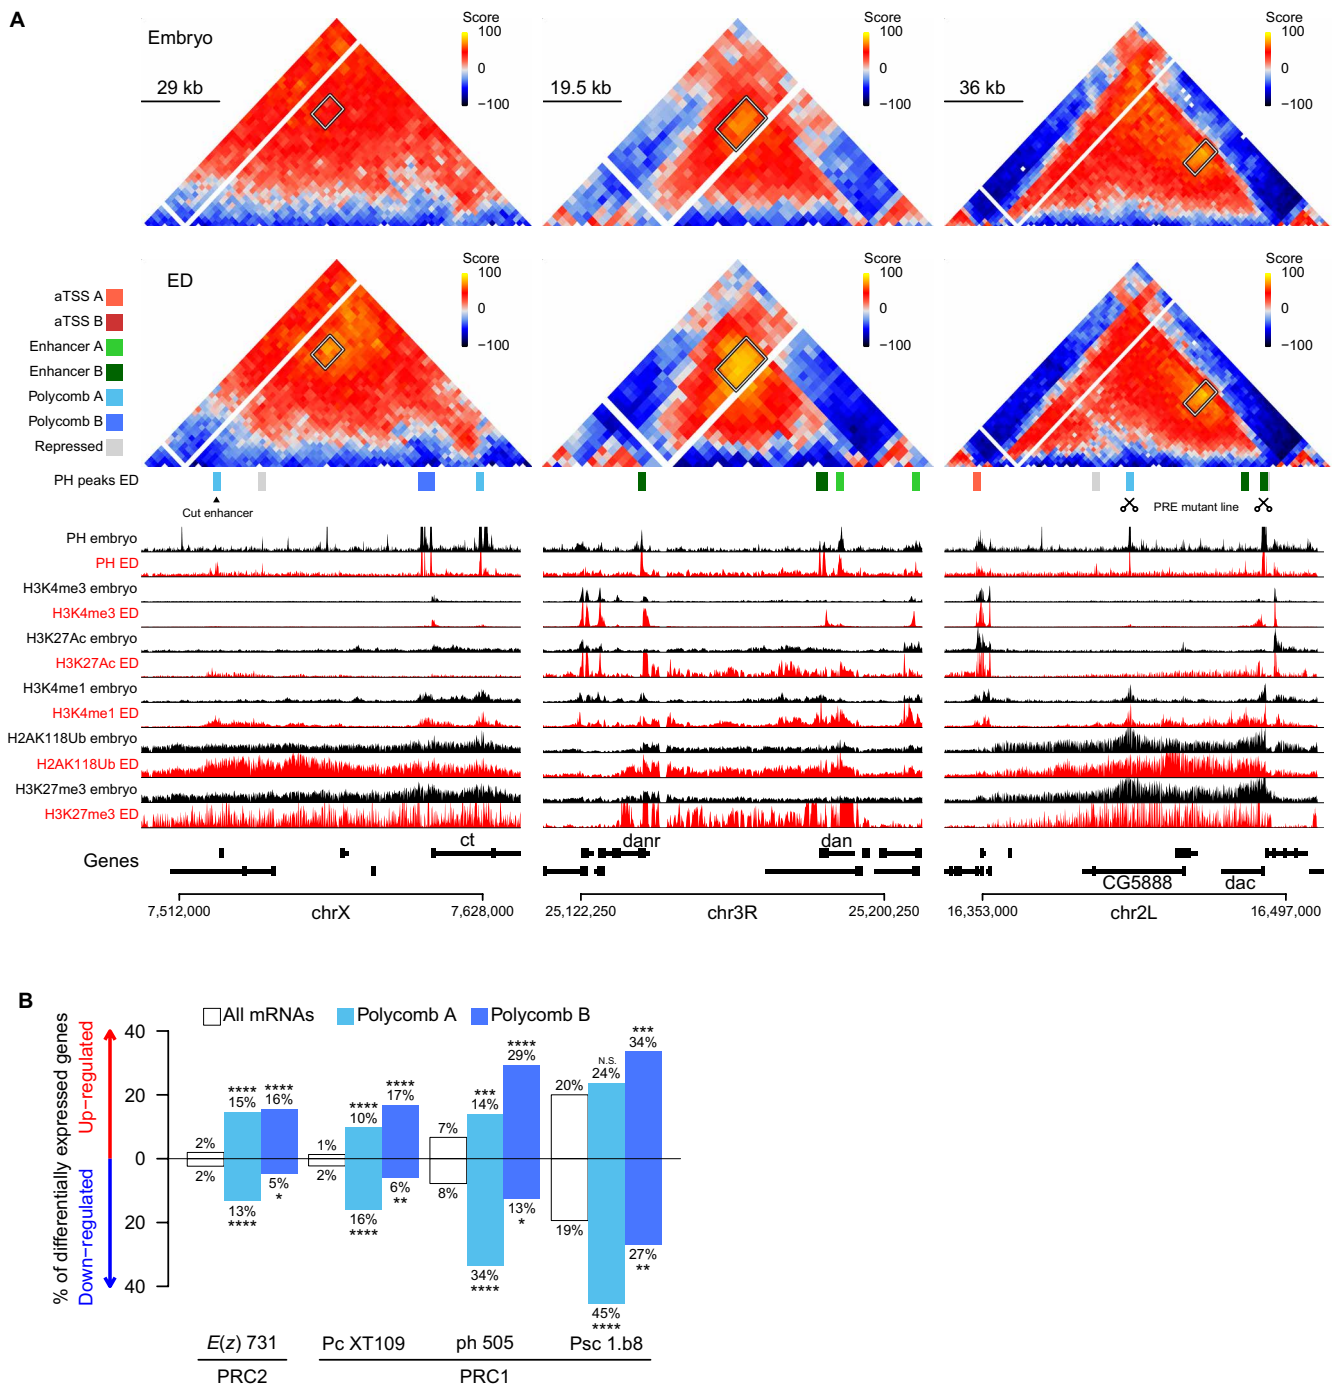 A
Embryo
29 kb
Score
100
0
−100
19.5 kb
Score
100
0
−100
36 kb
Score
100
0
−100
ED
Score
100
0
−100
Score
100
0
−100
Score
100
0
−100
aTSS A
aTSS B
Enhancer A
Enhancer B
Polycomb A
Polycomb B
Repressed
PH peaks ED
Cut enhancer
PRE mutant line
PH embryo
PH ED
H3K4me3 embryo
H3K4me3 ED
H3K27Ac embryo
H3K27Ac ED
H3K4me1 embryo
H3K4me1 ED
H2AK118Ub embryo
H2AK118Ub ED
H3K27me3 embryo
H3K27me3 ED
Genes
ct
danr
dan
CG5888
dac
7,512,000
chrX
7,628,000
25,122,250
chr3R
25,200,250
16,353,000
chr2L
16,497,000
B
% of differentially expressed genes
Up−regulated
Down−regulated
All mRNAs
Polycomb A
Polycomb B
40
20
0
20
40
2%
2%
****
15%
13%
****
****
16%
5%
*
1%
2%
****
10%
16%
****
****
17%
6%
**
7%
8%
***
14%
34%
****
****
29%
13%
*
20%
19%
N.S.
24%
45%
****
***
34%
27%
**
E(z) 731
Pc XT109
ph 505
Psc 1.b8
PRC2
PRC1